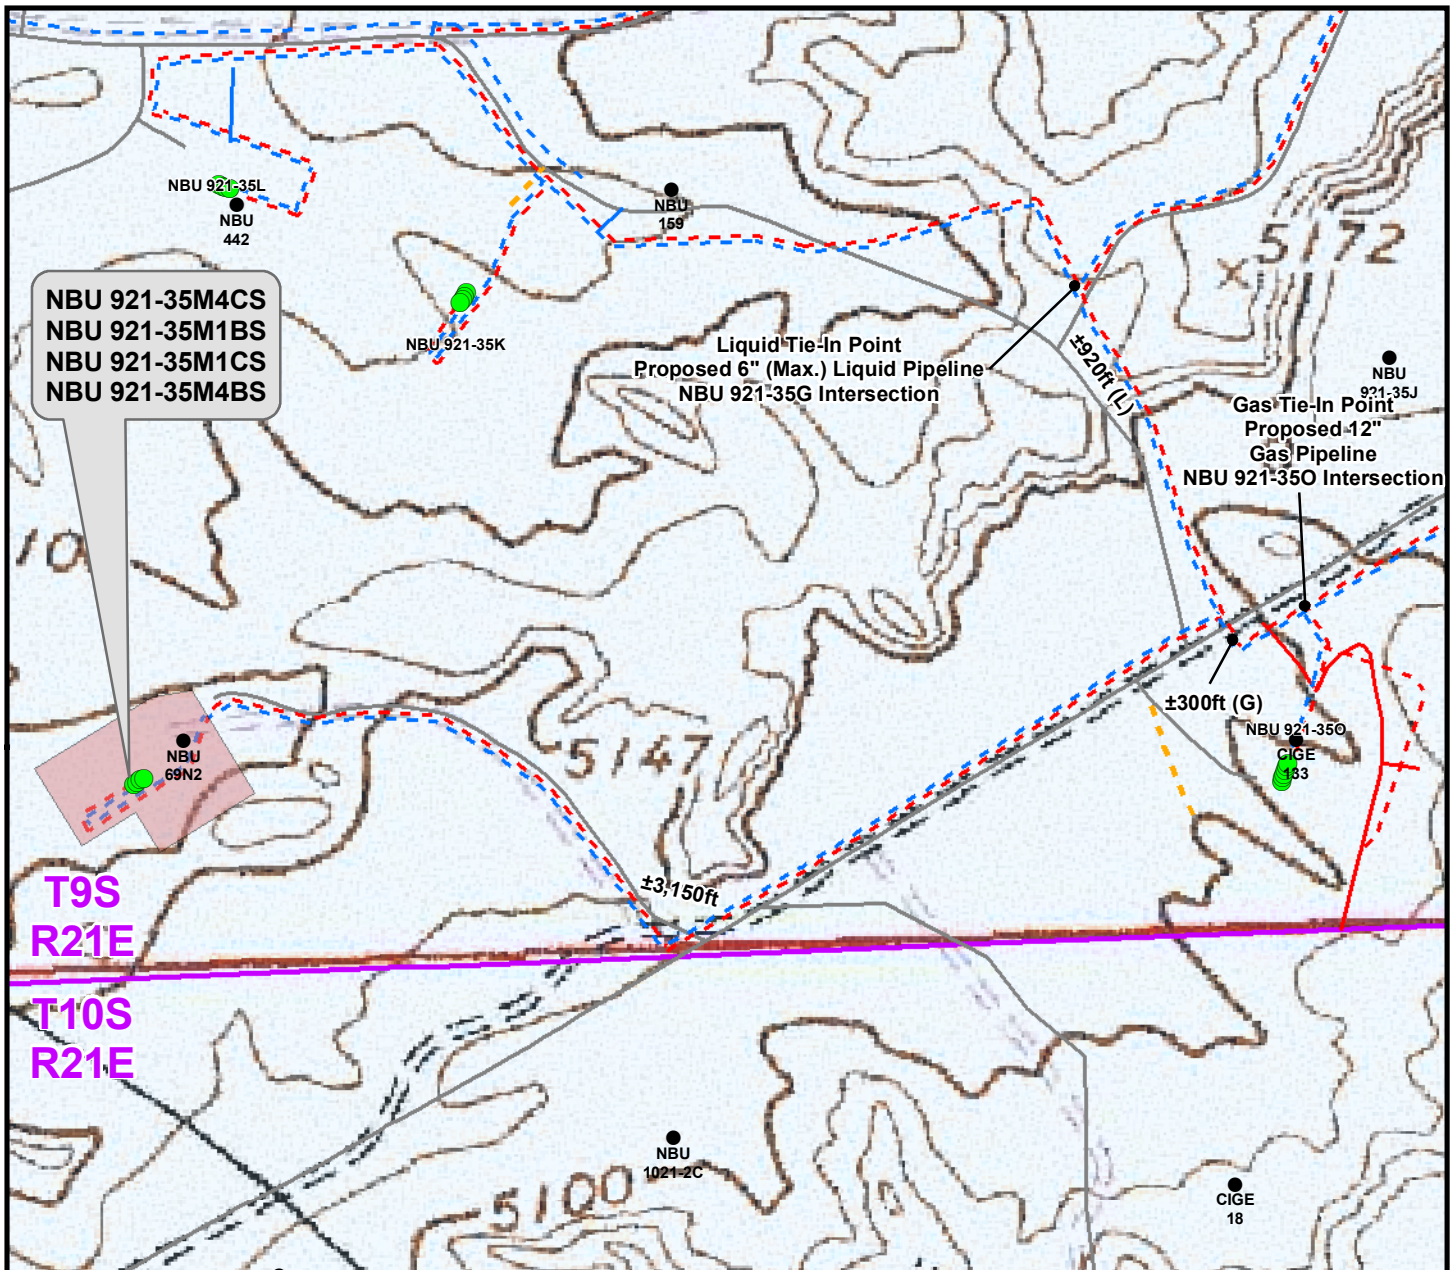 NBU 921-35L
NBU
442
NBU
159
5172
NBU 921-35M4CS
NBU 921-35M1BS
NBU 921-35M1CS
NBU 921-35M4BS
NBU 921-35K
Liquid Tie-In Point
Proposed 6" (Max.) Liquid Pipeline
NBU 921-35G Intersection
±920ft (L)
NBU
921-35J
Gas Tie-In Point
Proposed 12"
Gas Pipeline
NBU 921-35O Intersection
10
±300ft (G)
NBU 921-35O
CIGE
133
NBU
69N2
5147
±3,150ft
T9S
R21E
T10S
R21E
NBU
1021-2C
5100
CIGE
18